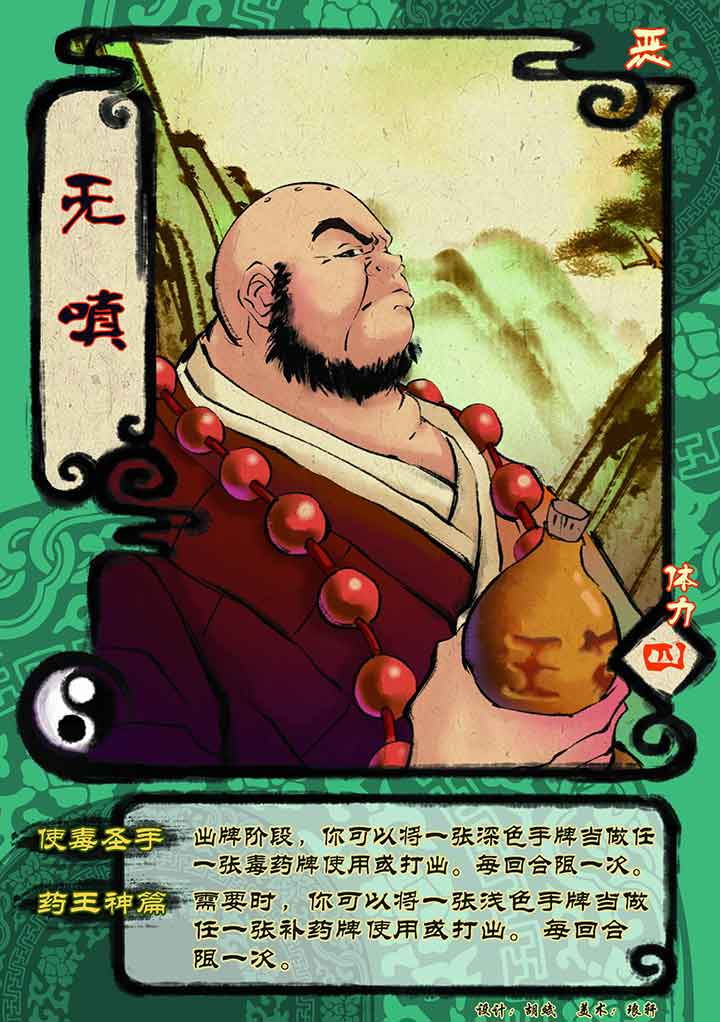 恶
无嗔
王
体力
四
使毒圣手
出牌阶段，你可以将一张深色手牌当做任
一张毒药牌使用或打出。每回合限一次。
药王神篇
需要时，你可以将一张浅色手牌当做
任一张补药牌使用或打出。每回合
限一次。
设计：胡 美术：琅轩